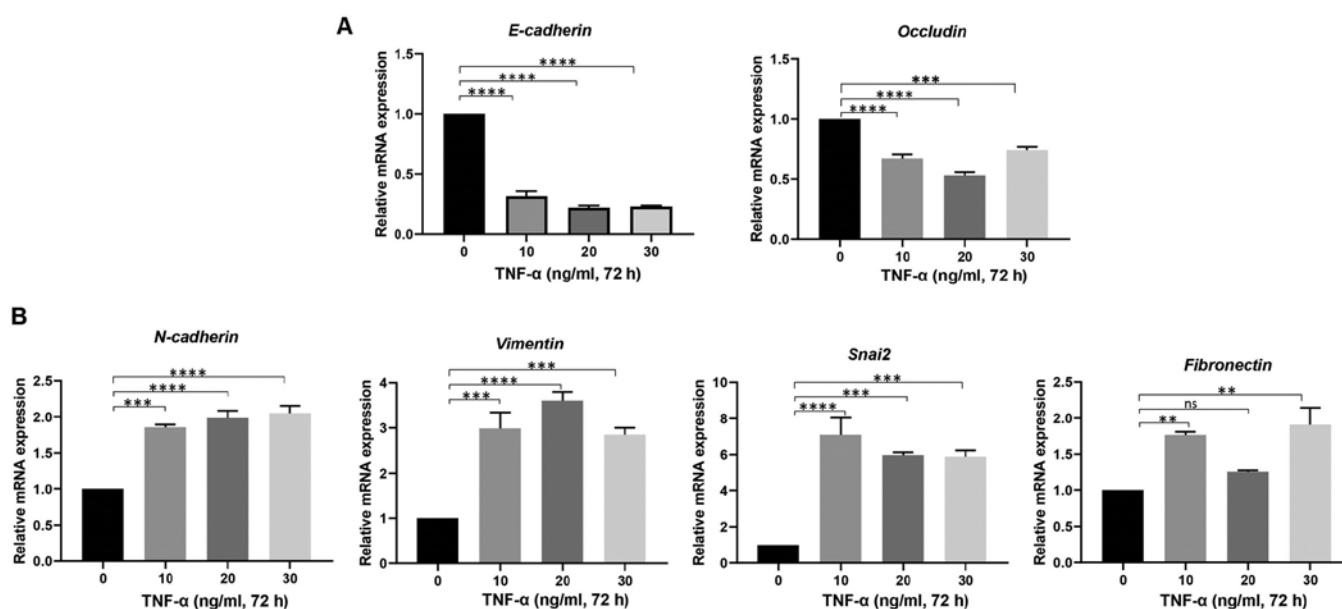 A
E-cadherin
Relative mRNA expression
1.5
1.0
0.5
0.0
****
****
****
0 10 20 30
TNF-α (ng/ml, 72 h)
Occludin
Relative mRNA expression
1.5
1.0
0.5
0.0
***
****
****
0 10 20 30
TNF-α (ng/ml, 72 h)
B
N-cadherin
Relative mRNA expression
2.5
2.0
1.5
1.0
0.5
0.0
****
****
***
0 10 20 30
TNF-α (ng/ml, 72 h)
Vimentin
Relative mRNA expression
4
3
2
1
0
***
****
***
0 10 20 30
TNF-α (ng/ml, 72 h)
Snai2
Relative mRNA expression
10
8
6
4
2
0
***
***
****
0 10 20 30
TNF-α (ng/ml, 72 h)
Fibronectin
Relative mRNA expression
2.5
2.0
1.5
1.0
0.5
0.0
**
ns
**
0 10 20 30
TNF-α (ng/ml, 72 h)